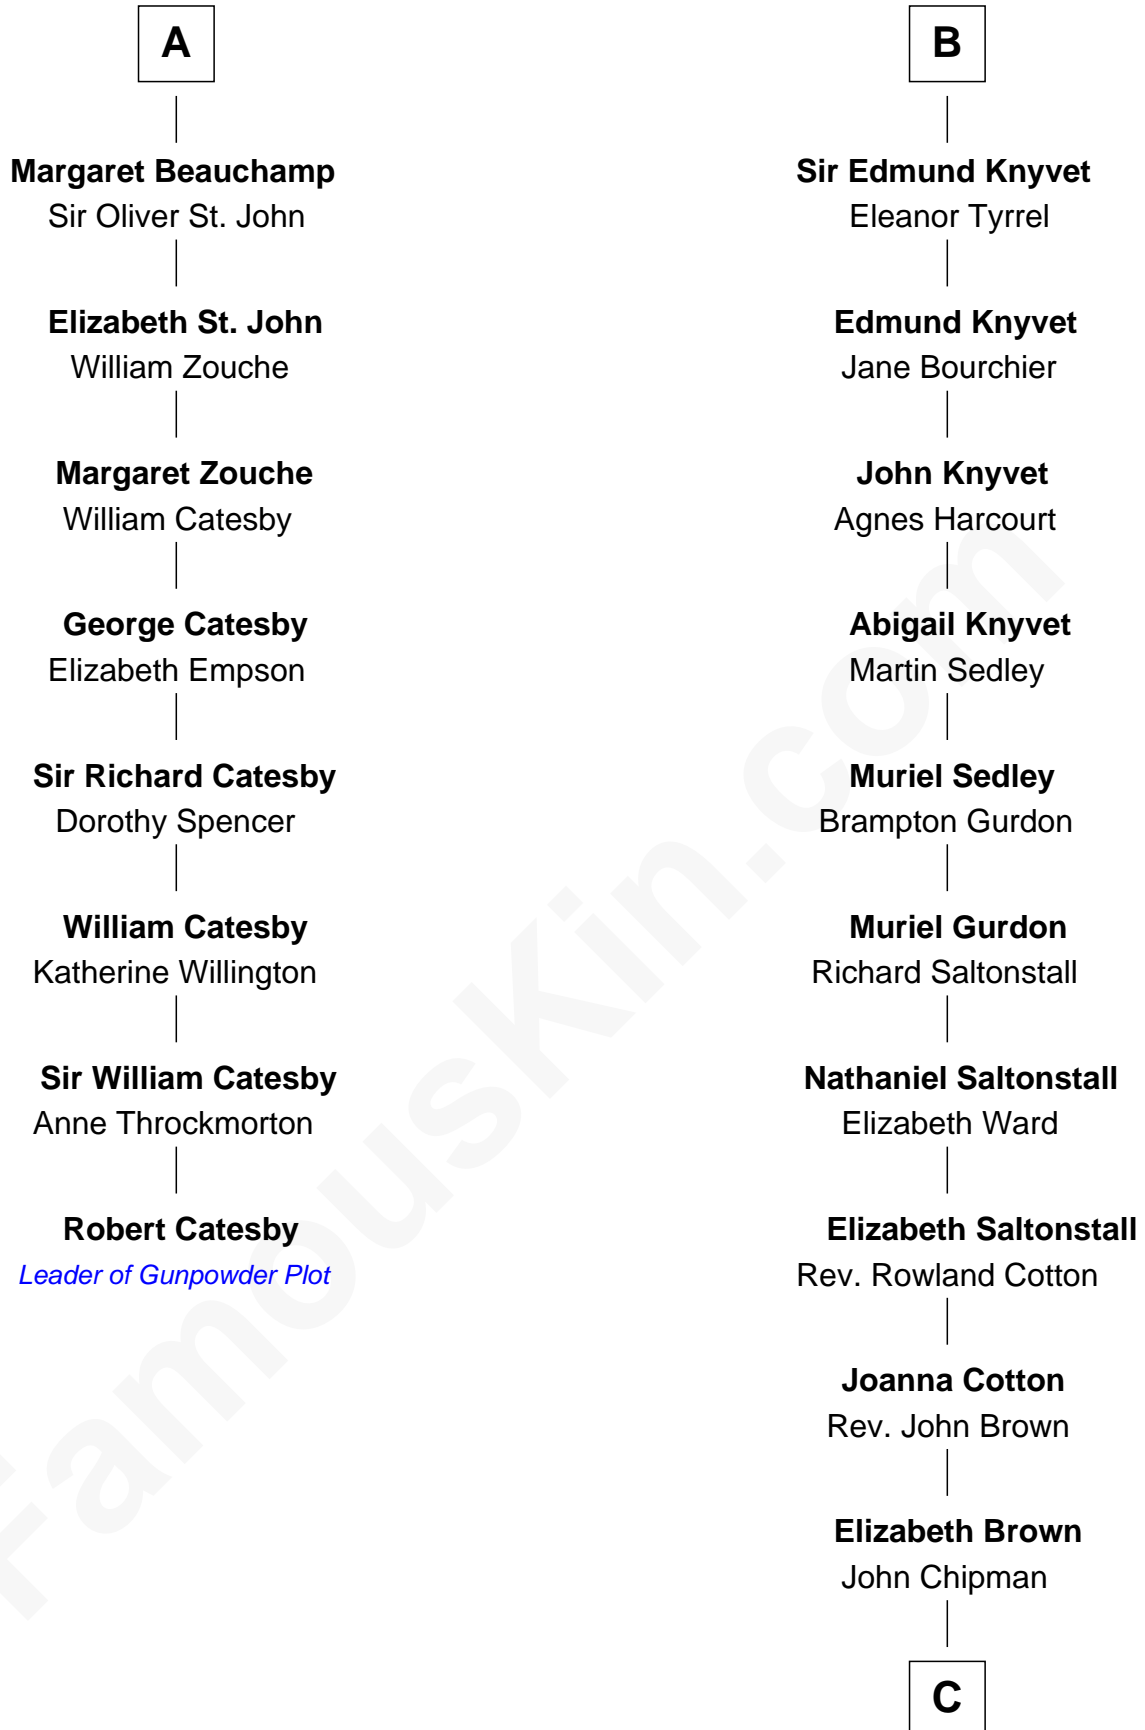 A
Margaret Beauchamp
Sir Oliver St. John
Elizabeth St. John
William Zouche
Margaret Zouche
William Catesby
George Catesby
Elizabeth Empson
Sir Richard Catesby
Dorothy Spencer
William Catesby
Katherine Willington
Sir William Catesby
Anne Throckmorton
Robert Catesby
Leader of Gunpowder Plot
B
Sir Edmund Knyvet
Eleanor Tyrrel
Edmund Knyvet
Jane Bourchier
John Knyvet
Agnes Harcourt
Abigail Knyvet
Martin Sedley
Muriel Sedley
Brampton Gurdon
Muriel Gurdon
Richard Saltonstall
Nathaniel Saltonstall
Elizabeth Ward
Elizabeth Saltonstall
Rev. Rowland Cotton
Joanna Cotton
Rev. John Brown
Elizabeth Brown
John Chipman
C
FamousKin.com